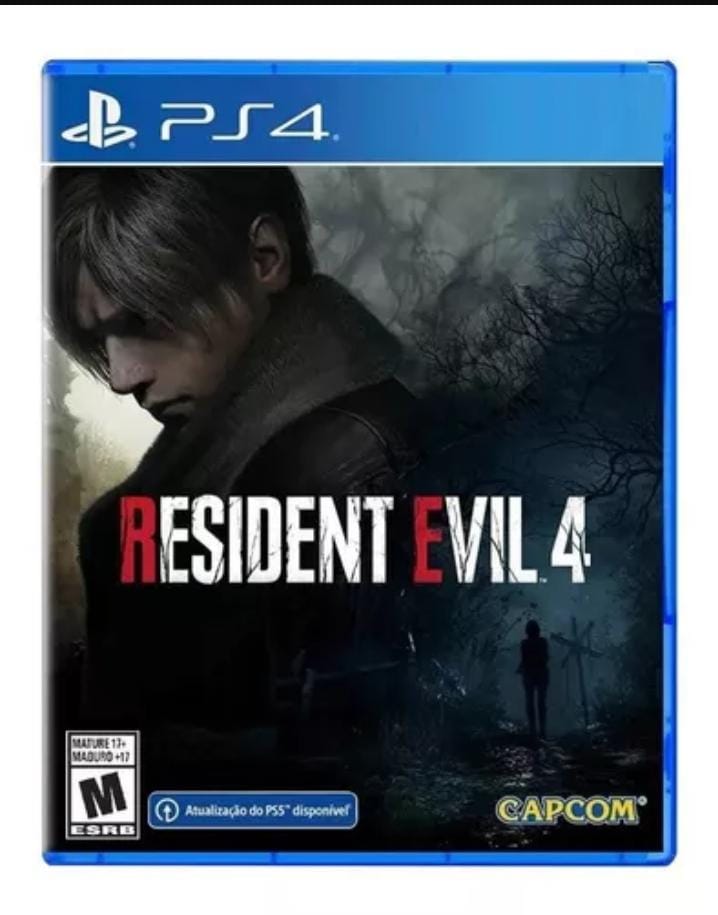 PS4
RESIDENT EVIL 4
MATURE 17+
MADURO +17
M
ESRB
Atualização do PS5™ disponível
CAPCOM®